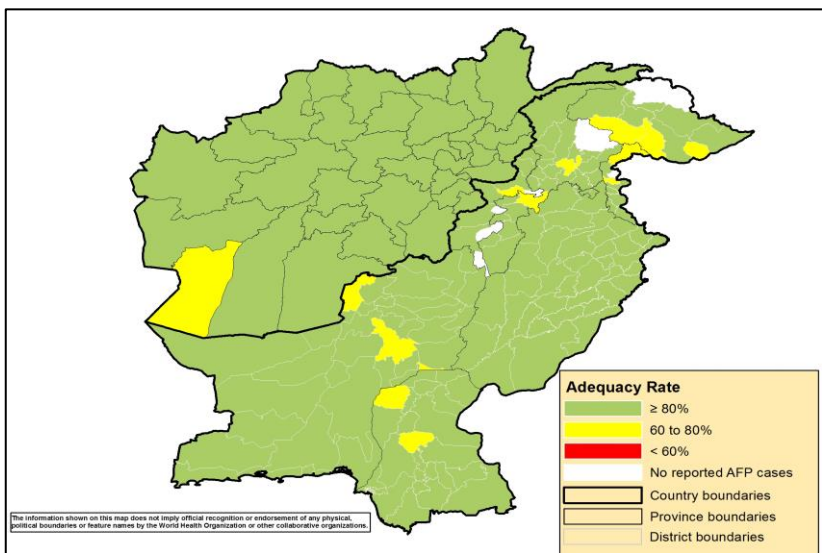 Adequacy Rate
≥ 80%
60 to 80%
< 60%
No reported AFP cases
Country boundaries
Province boundaries
District boundaries
The information shown on this map does not imply official recognition or endorsement of any physical,
political boundaries or feature names by the World Health Organization or other collaborative organizations.